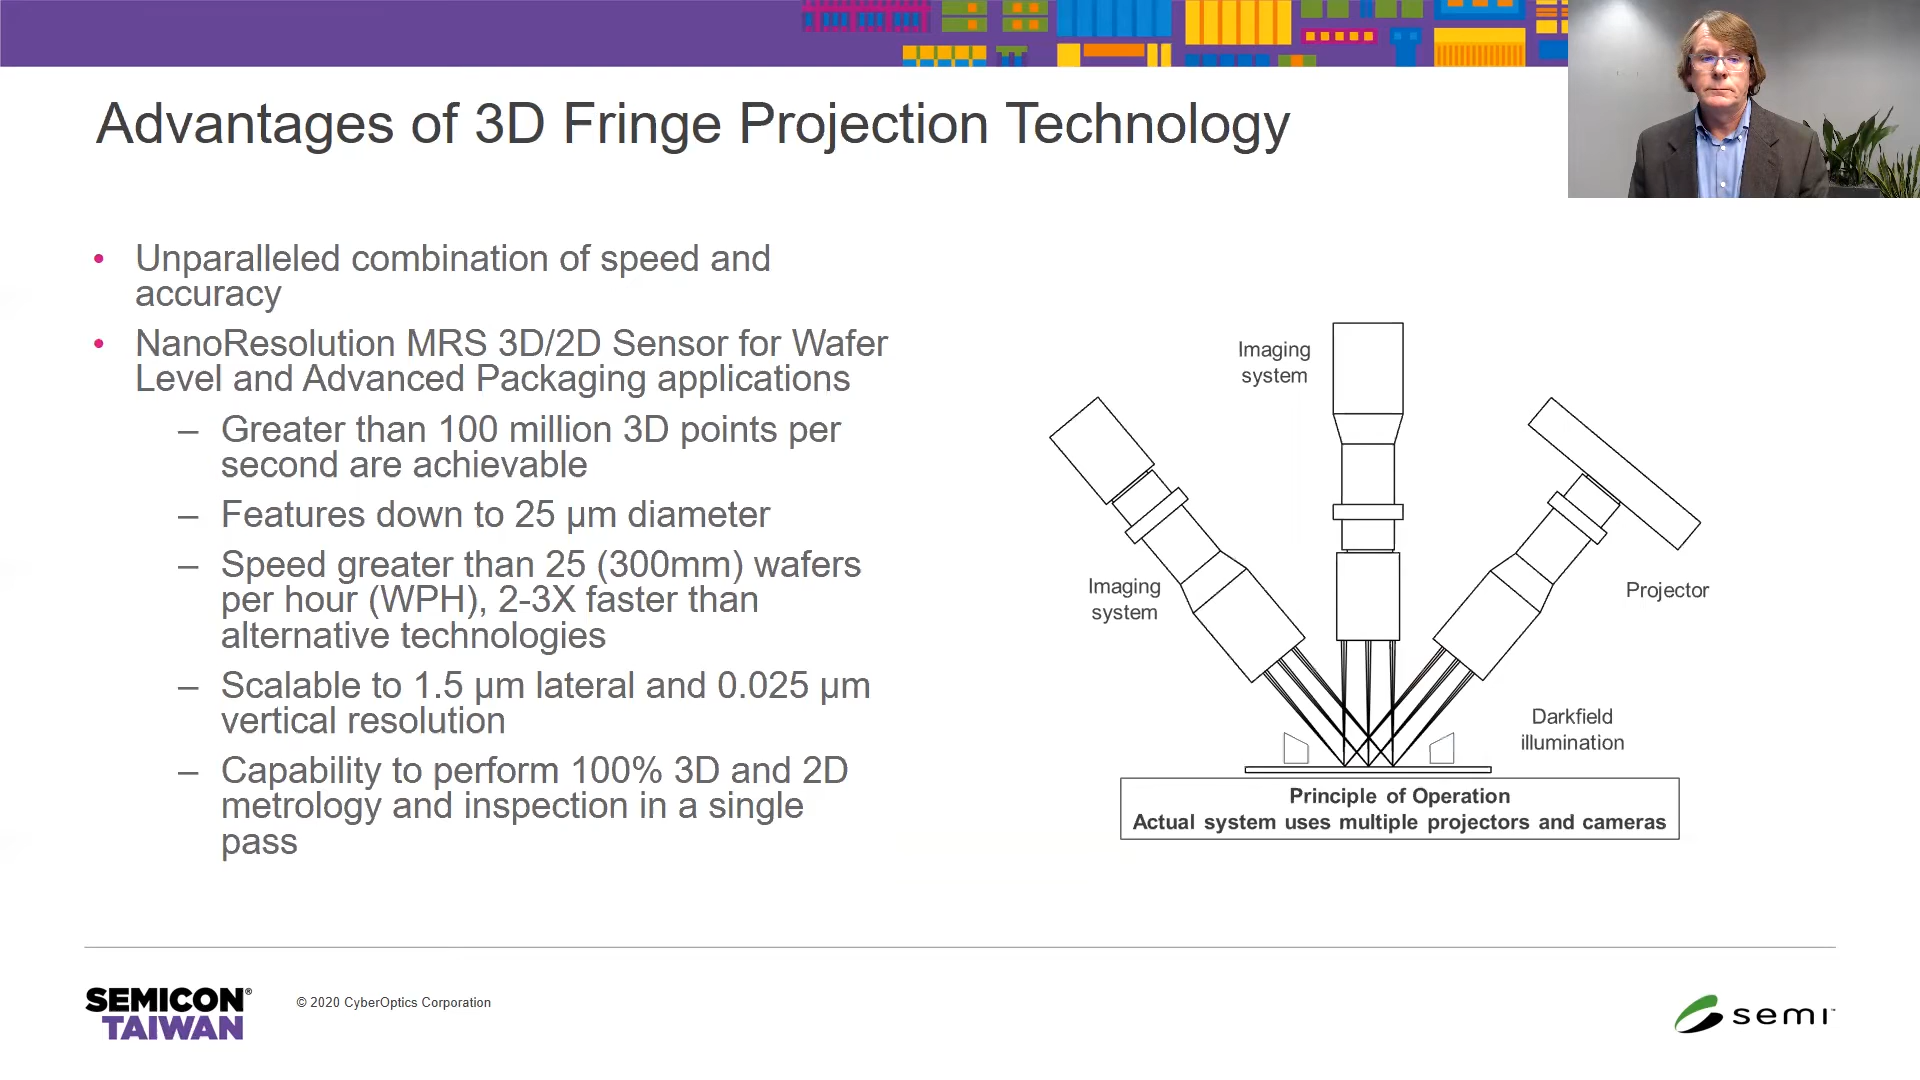 Advantages of 3D Fringe Projection Technology
• Unparalleled combination of speed and
accuracy
• NanoResolution MRS 3D/2D Sensor for Wafer
Level and Advanced Packaging applications
– Greater than 100 million 3D points per
second are achievable
– Features down to 25 µm diameter
– Speed greater than 25 (300mm) wafers
per hour (WPH), 2-3X faster than
alternative technologies
– Scalable to 1.5 µm lateral and 0.025 µm
vertical resolution
– Capability to perform 100% 3D and 2D
metrology and inspection in a single
pass
Imaging
system
Imaging
system
Projector
Darkfield
illumination
Principle of Operation
Actual system uses multiple projectors and cameras
SEMICON®
TAIWAN
© 2020 CyberOptics Corporation
semi™